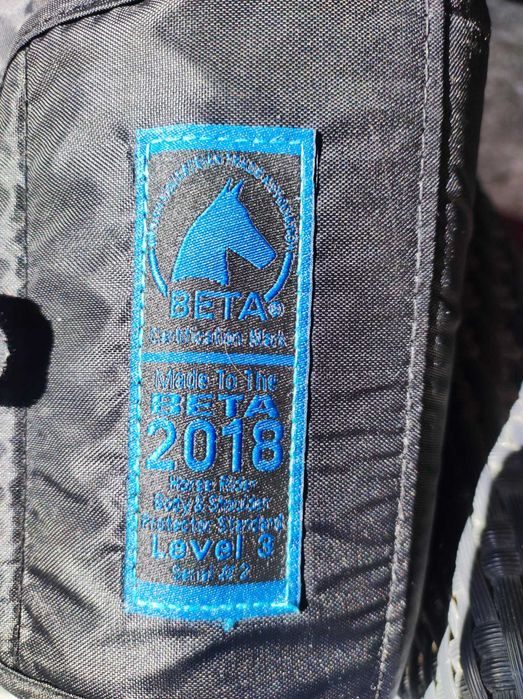 BETA®
Certification Mark
Made To The
BETA
2018
Horse Rider
Body & Shoulder
Protector Standard
Level 3